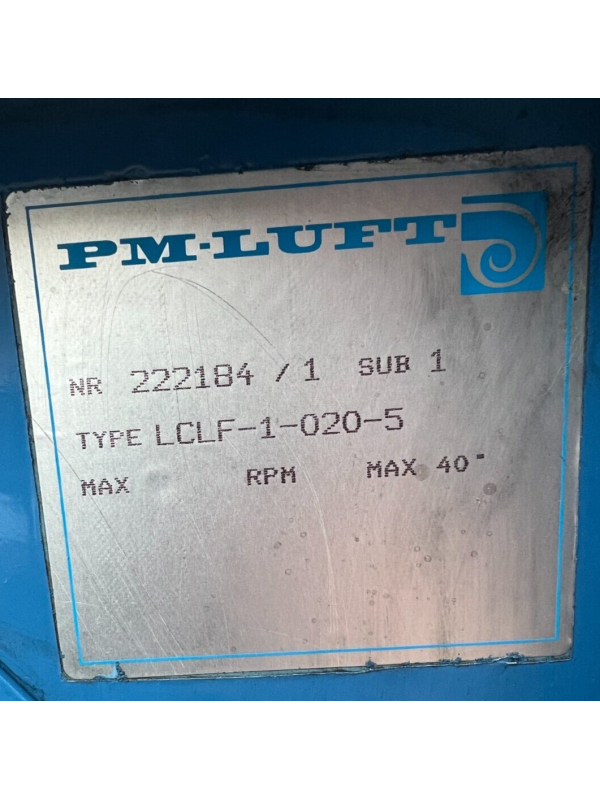 PM-LUFT
NR 222184 / 1 SUB 1
TYPE LCLF-1-020-5
MAX RPM MAX 40°